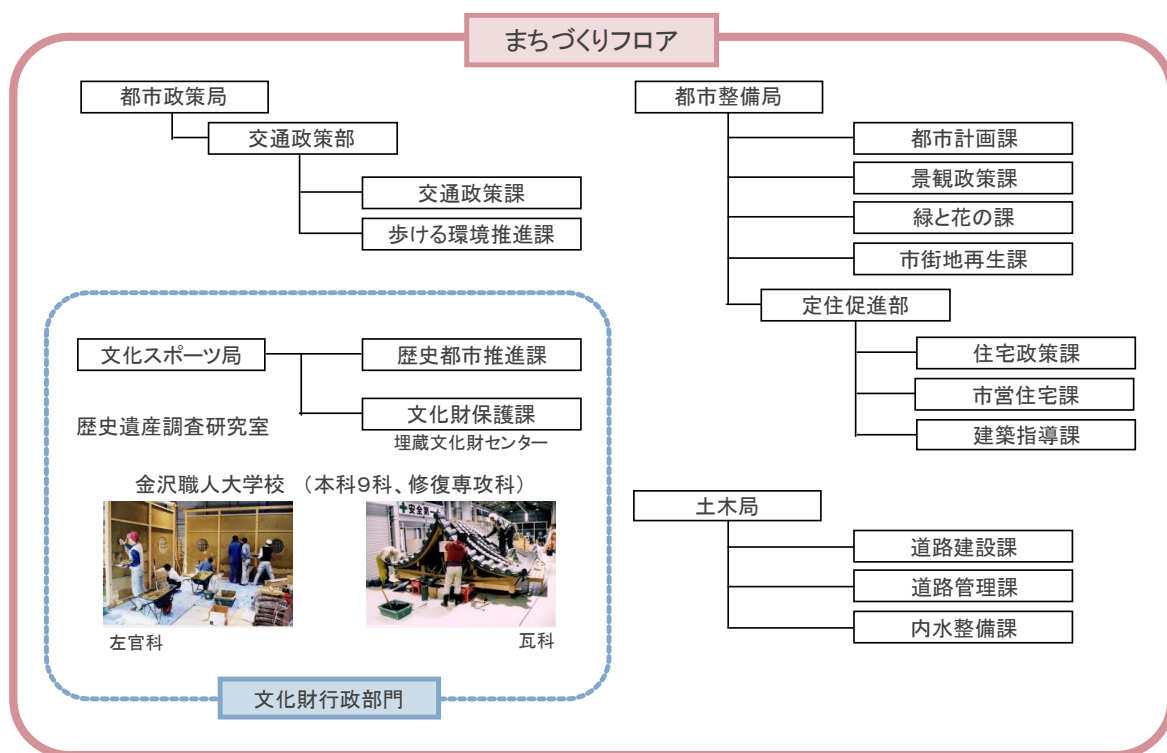 まちづくりフロア
都市政策局
交通政策部
交通政策課
歩ける環境推進課
文化スポーツ局
歴史都市推進課
文化財保護課
埋蔵文化財センター
歴史遺産調査研究室
金沢職人大学校 （本科９科、修復専攻科）
安全第一
左官科
瓦科
文化財行政部門
都市整備局
都市計画課
景観政策課
緑と花の課
市街地再生課
定住促進部
住宅政策課
市営住宅課
建築指導課
土木局
道路建設課
道路管理課
内水整備課